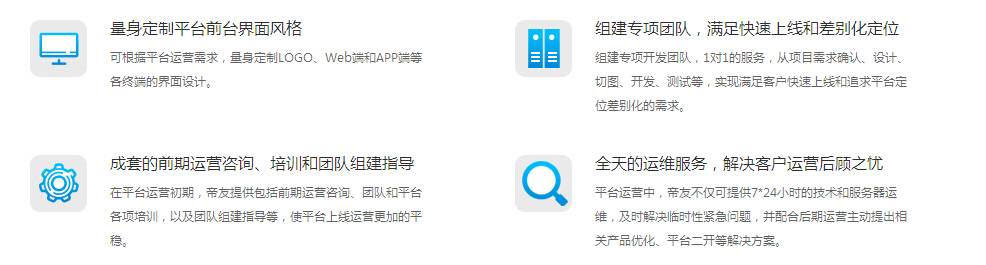 量身定制平台前台界面风格
可根据平台运营需求，量身定制LOGO、Web端和APP端等
各终端的界面设计。
组建专项团队，满足快速上线和差别化定位
组建专项开发团队，1对1的服务，从项目需求确认、设计、
切图、开发、测试等，实现满足客户快速上线和追求平台定
位差别化的需求。
成套的前期运营咨询、培训和团队组建指导
在平台运营初期，帝友提供包括前期运营咨询、团队和平台
各项培训，以及团队组建指导等，使平台上线运营更加的平
稳。
全天的运维服务，解决客户运营后顾之忧
平台运营中，帝友不仅可提供7*24小时的技术和服务器运
维，及时解决临时性紧急问题，并配合后期运营主动提出相
关产品优化、平台二开等解决方案。